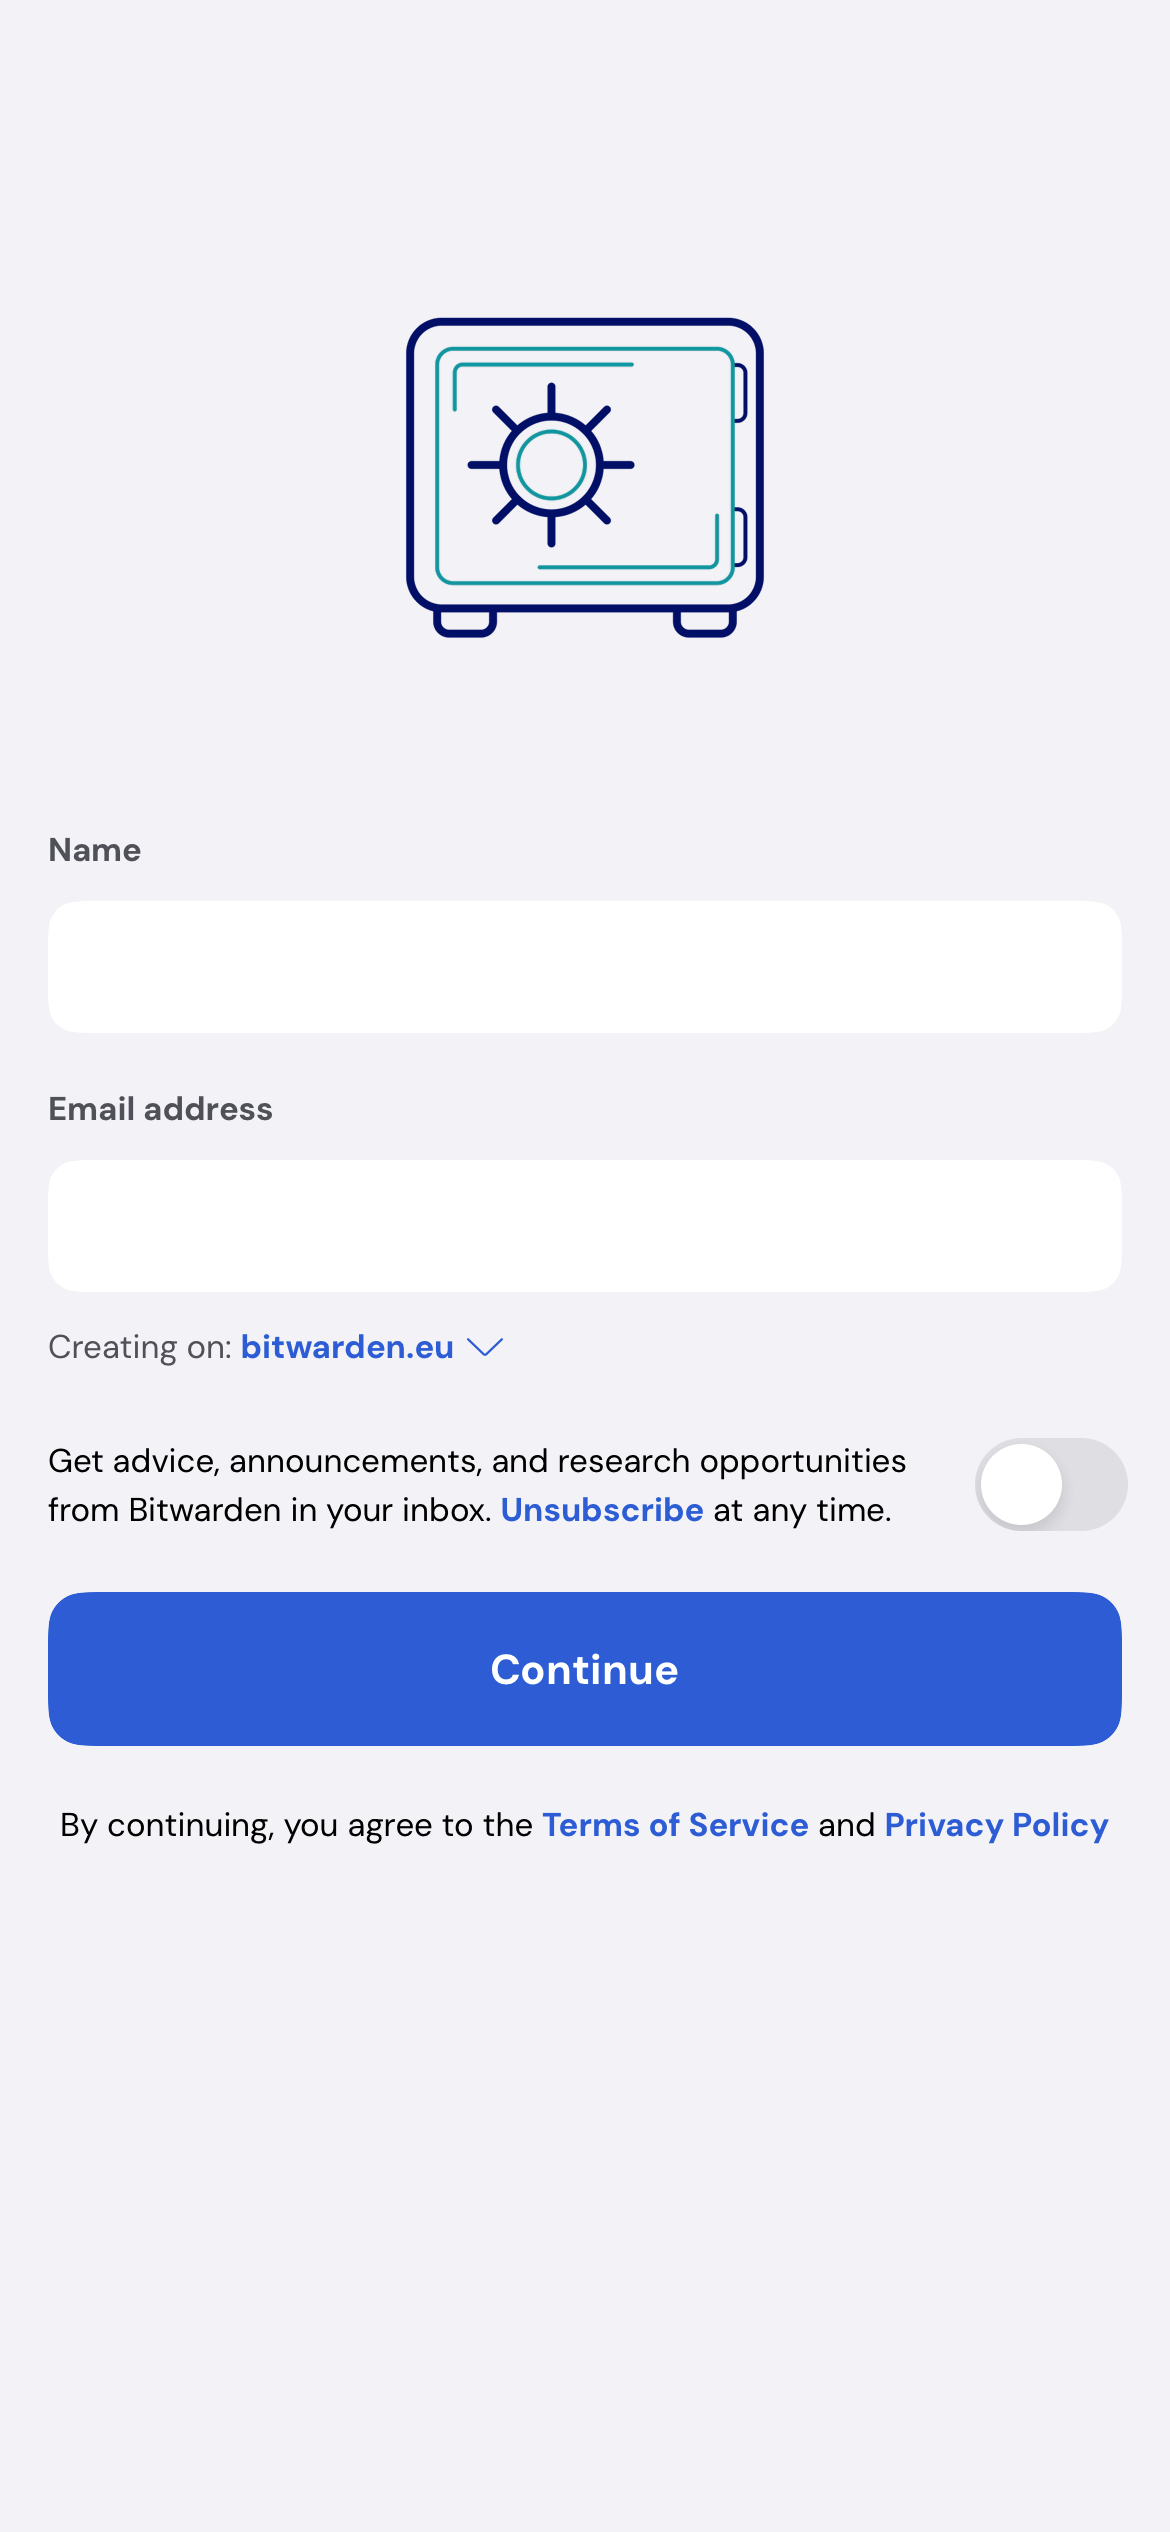 Name
Email address
Creating on: bitwarden.eu
Get advice, announcements, and research opportunities
from Bitwarden in your inbox. Unsubscribe at any time.
Continue
By continuing, you agree to the Terms of Service and Privacy Policy